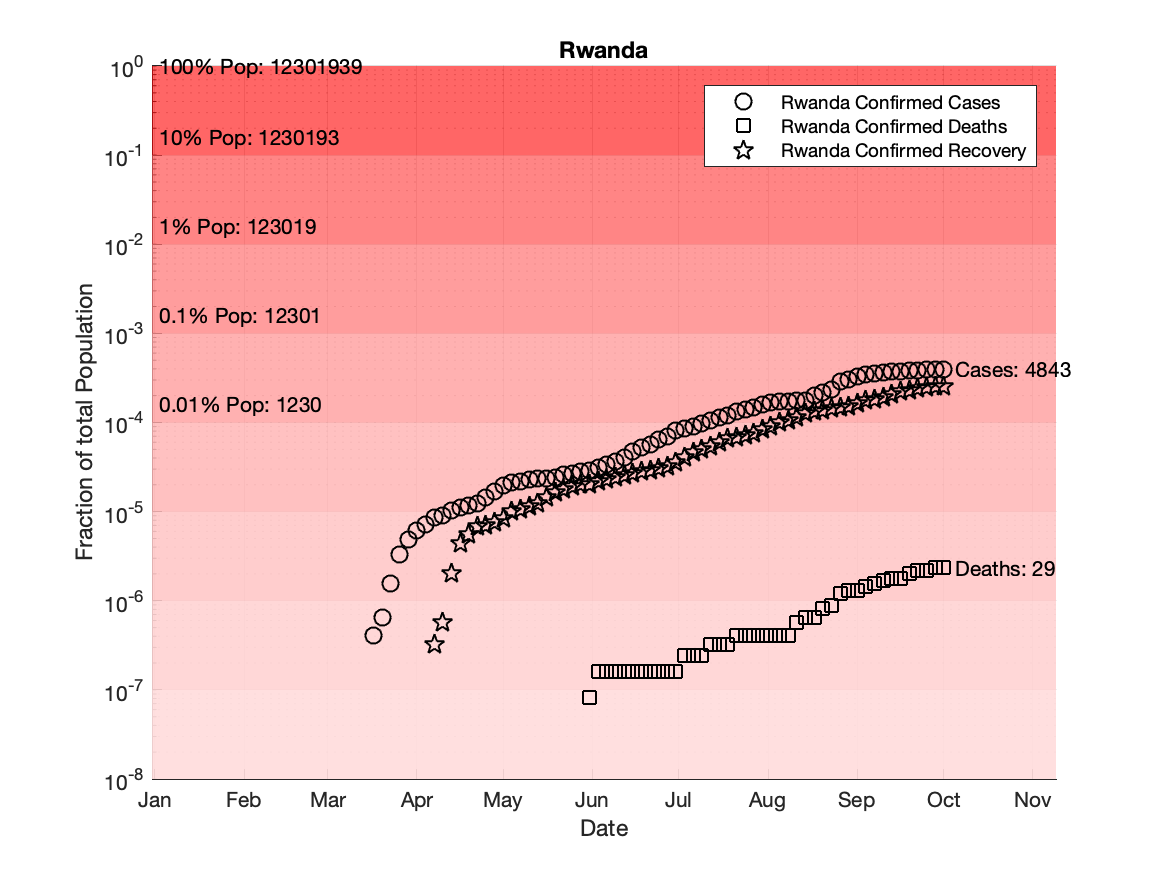 Rwanda
10^0
100% Pop: 12301939
Rwanda Confirmed Cases
Rwanda Confirmed Deaths
Rwanda Confirmed Recovery
10% Pop: 1230193
10^-1
1% Pop: 123019
10^-2
0.1% Pop: 12301
10^-3
Cases: 4843
0.01% Pop: 1230
10^-4
10^-5
Deaths: 29
10^-6
10^-7
10^-8
Fraction of total Population
Jan Feb Mar Apr May Jun Jul Aug Sep Oct Nov
Date